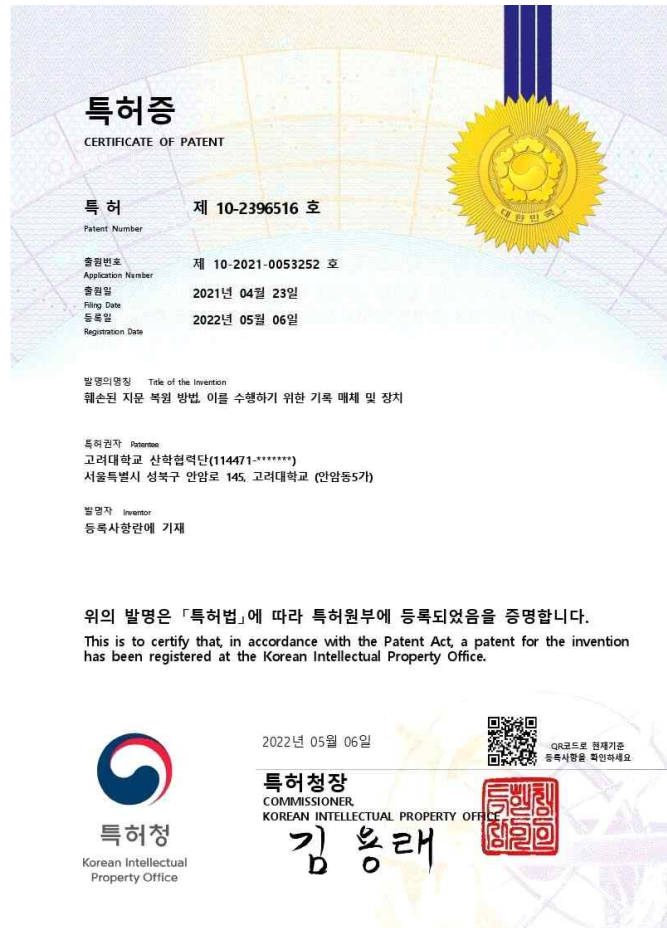 특허증
CERTIFICATE OF PATENT
대한민국
특 허 제 10-2396516 호
Patent Number
출원번호 제 10-2021-0053252 호
Application Number
출원일 2021년 04월 23일
Filing Date
등록일 2022년 05월 06일
Registration Date
발명의명칭 Title of the Invention
훼손된 지문 복원 방법, 이를 수행하기 위한 기록 매체 및 장치
특허권자 Patentee
고려대학교 산학협력단(114471-*******)
서울특별시 성북구 안암로 145, 고려대학교 (안암동5가)
발명자 Inventor
등록사항란에 기재
위의 발명은 「특허법」에 따라 특허원부에 등록되었음을 증명합니다.
This is to certify that, in accordance with the Patent Act, a patent for the invention
has been registered at the Korean Intellectual Property Office.
2022년 05월 06일
QR코드로 현재기준
등록사항을 확인하세요
특허청장
COMMISSIONER,
KOREAN INTELLECTUAL PROPERTY OFFICE
김용래
특허청
Korean Intellectual
Property Office